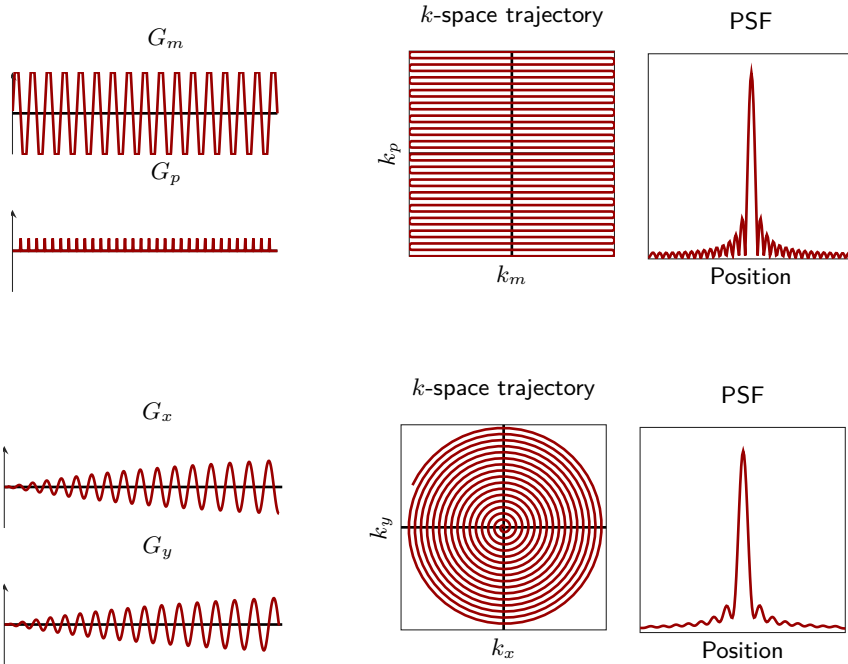 k-space trajectory
PSF
G_m
G_p
k_p
k_m
Position
k-space trajectory
PSF
G_x
G_y
k_y
k_x
Position